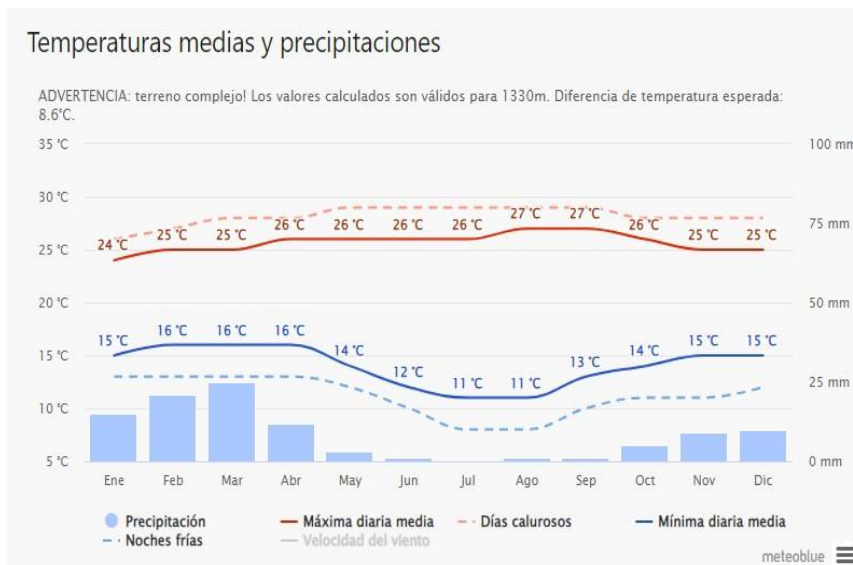 Temperaturas medias y precipitaciones
ADVERTENCIA: terreno complejo! Los valores calculados son válidos para 1330m. Diferencia de temperatura esperada:
8.6°C.
35 °C
100 mm
30 °C
27 °C 27 °C
26 °C 26 °C 26 °C 26 °C 26 °C
75 mm
24 °C 25 °C 25 °C 25 °C 25 °C
25 °C
20 °C
50 mm
16 °C 16 °C 16 °C
15 °C 15 °C 15 °C
14 °C 14 °C
15 °C
13 °C
12 °C
11 °C 11 °C
25 mm
10 °C
5 °C
0 mm
Ene Feb Mar Abr May Jun Jul Ago Sep Oct Nov Dic
Precipitación Máxima diaria media Días calurosos Mínima diaria media
Noches frías Velocidad del viento
meteoblue